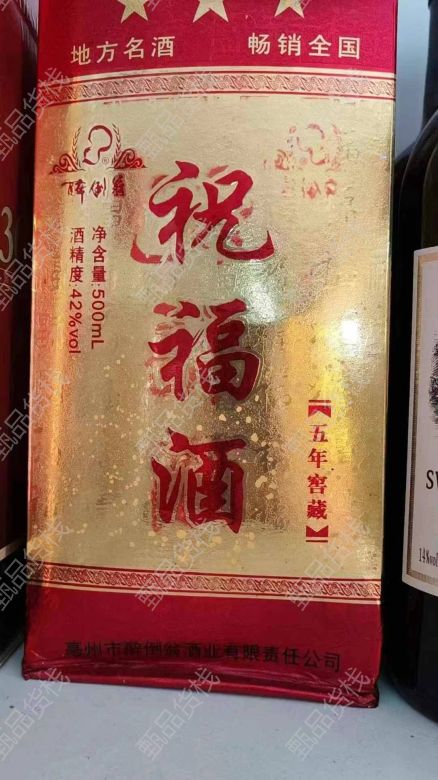 地方名酒 畅销全国
醉倒翁
净含量:500mL
酒精度:42%vol
祝福酒
【五年窖藏】
亳州市醉倒翁酒业有限责任公司
14%vol
甄品货栈